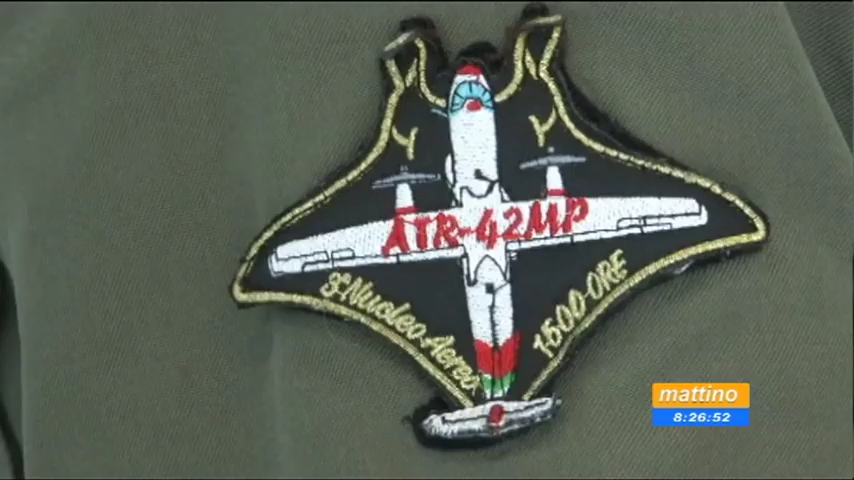 ATR-42MP
3° Nucleo Aereo
1500 ORE
mattino
8:26:52